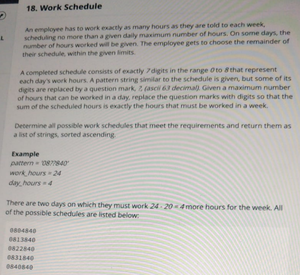 18. Work Schedule
An employee has to work exactly as many hours as they are told to each week,
scheduling no more than a given daily maximum number of hours. On some days, the
number of hours worked will be given. The employee gets to choose the remainder of
their schedule, within the given limits.
A completed schedule consists of exactly 7 digits in the range 0 to 8 that represent
each day's work hours. A pattern string similar to the schedule is given, but some of its
digits are replaced by a question mark, ?, (ascii 63 decimal). Given a maximum number
of hours that can be worked in a day, replace the question marks with digits so that the
sum of the scheduled hours is exactly the hours that must be worked in a week.
Determine all possible work schedules that meet the requirements and return them as
a list of strings, sorted ascending.
Example
pattern = '08??840'
work_hours = 24
day_hours = 4
There are two days on which they must work 24 - 20 = 4 more hours for the week. All
of the possible schedules are listed below:
0804840
0813840
0822840
0831840
0840840